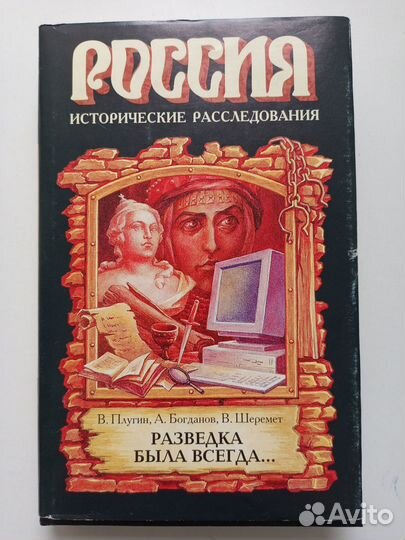 РОССИЯ
ИСТОРИЧЕСКИЕ РАССЛЕДОВАНИЯ
В. Плугин, А. Богданов, В. Шеремет
РАЗВЕДКА
БЫЛА ВСЕГДА...
Avito